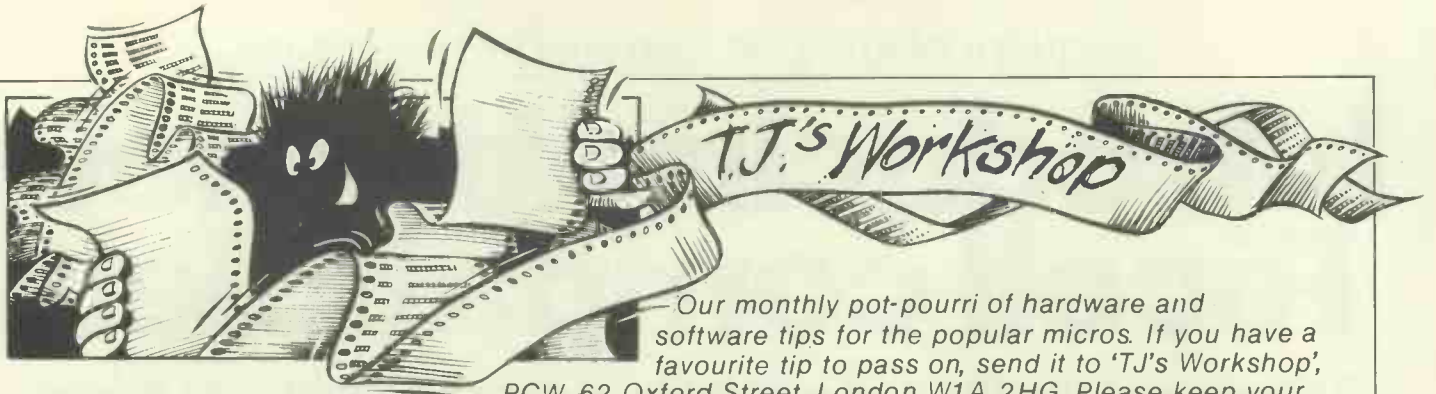 T.J.'s Workshop
Our monthly pot-pourri of hardware and
software tips for the popular micros. If you have a
favourite tip to pass on, send it to 'TJ's Workshop',
PCW, 62 Oxford Street, London W1A 2HG. Please keep your